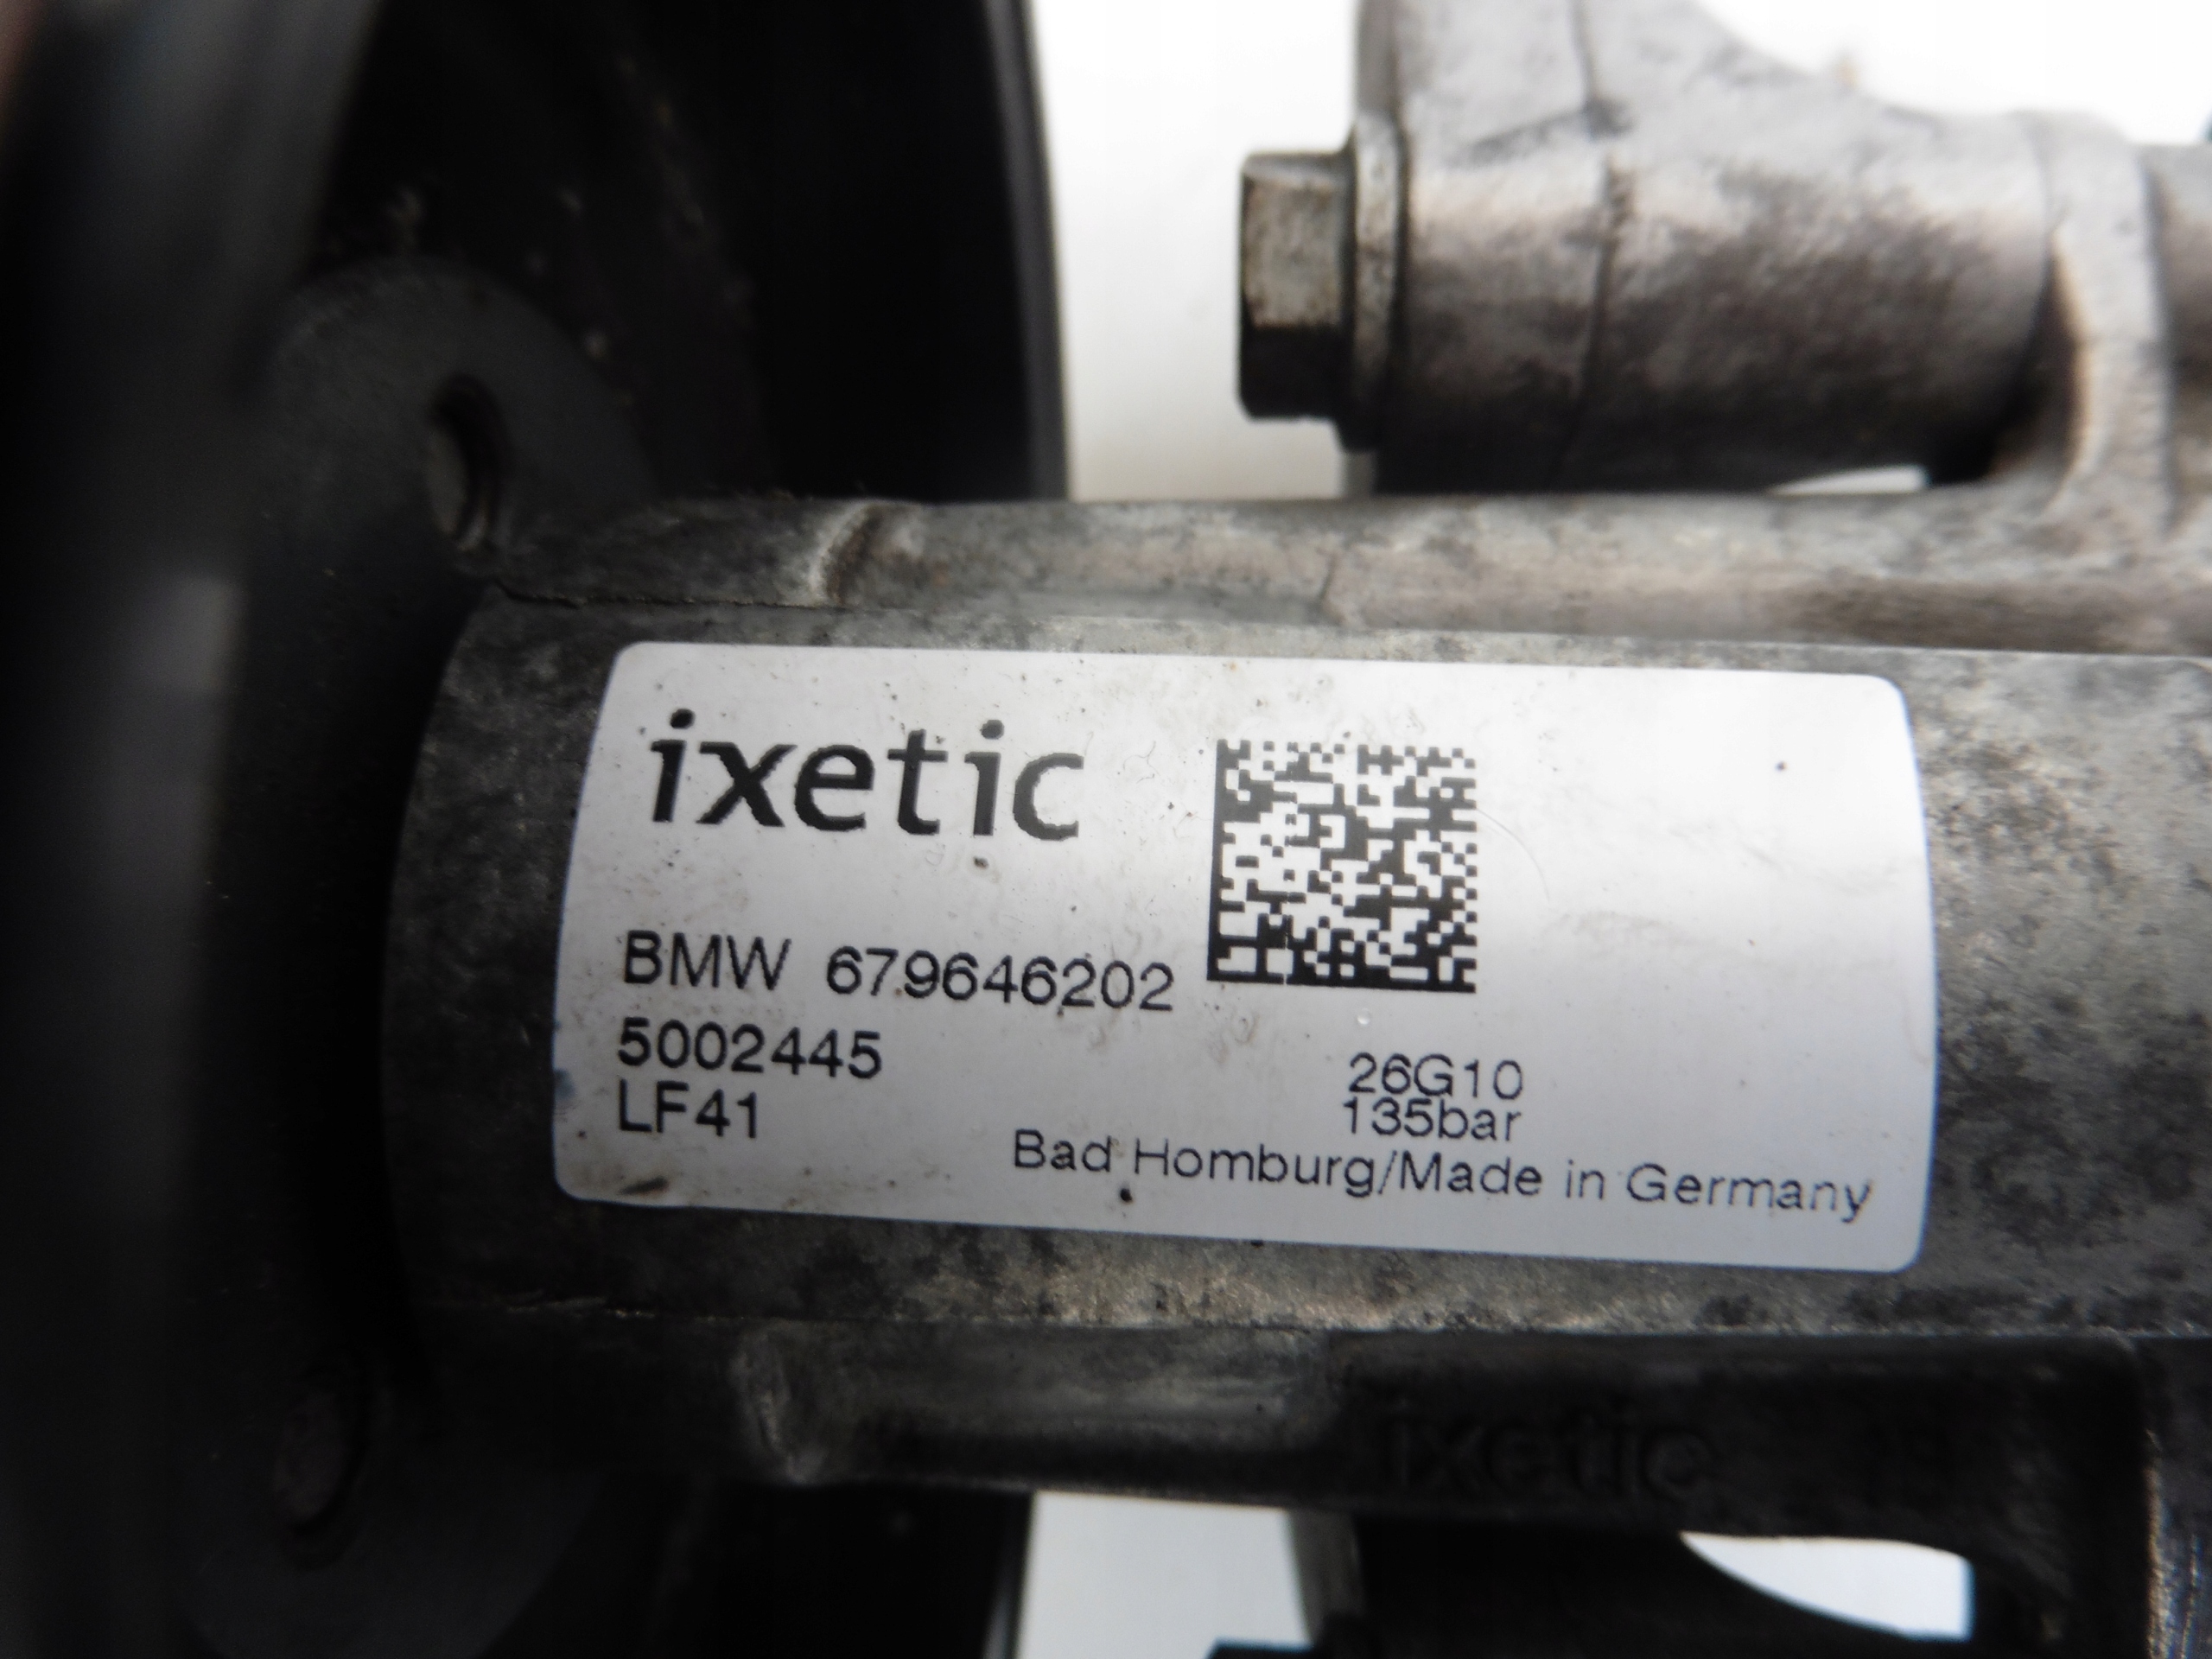 ixetic
BMW 679646202
5002445
LF41
26G10
135bar
Bad Homburg/Made in Germany
ixetic